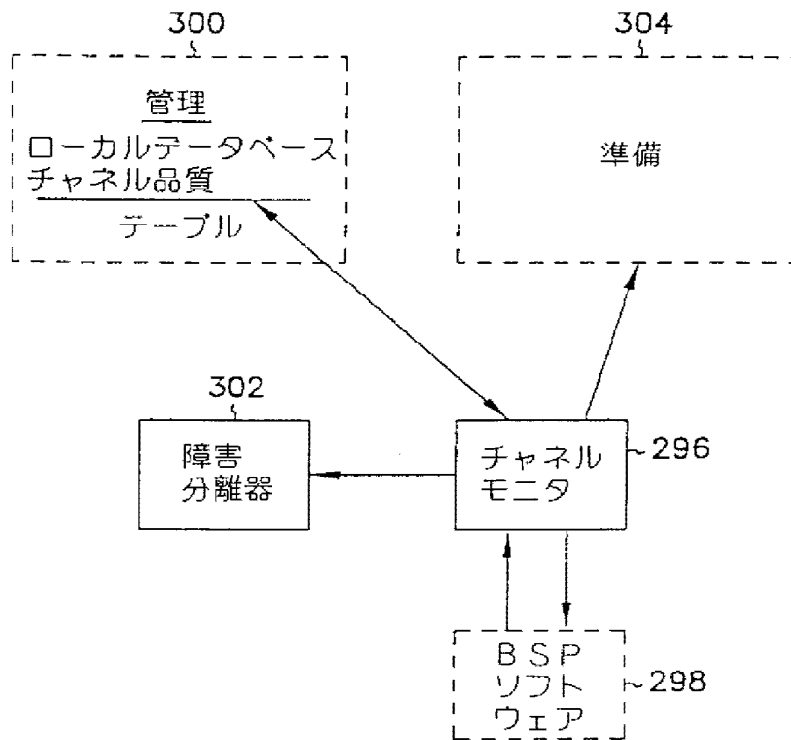 300
管理
ローカルデータベース
チャネル品質
テーブル
304
準備
302
障害
分離器
チャネル
モニタ
296
BSP
ソフト
ウェア
298